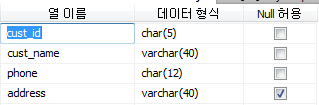 열 이름 데이터 형식 Null 허용
cust_id char(5)
cust_name varchar(40)
phone char(12)
address varchar(40)